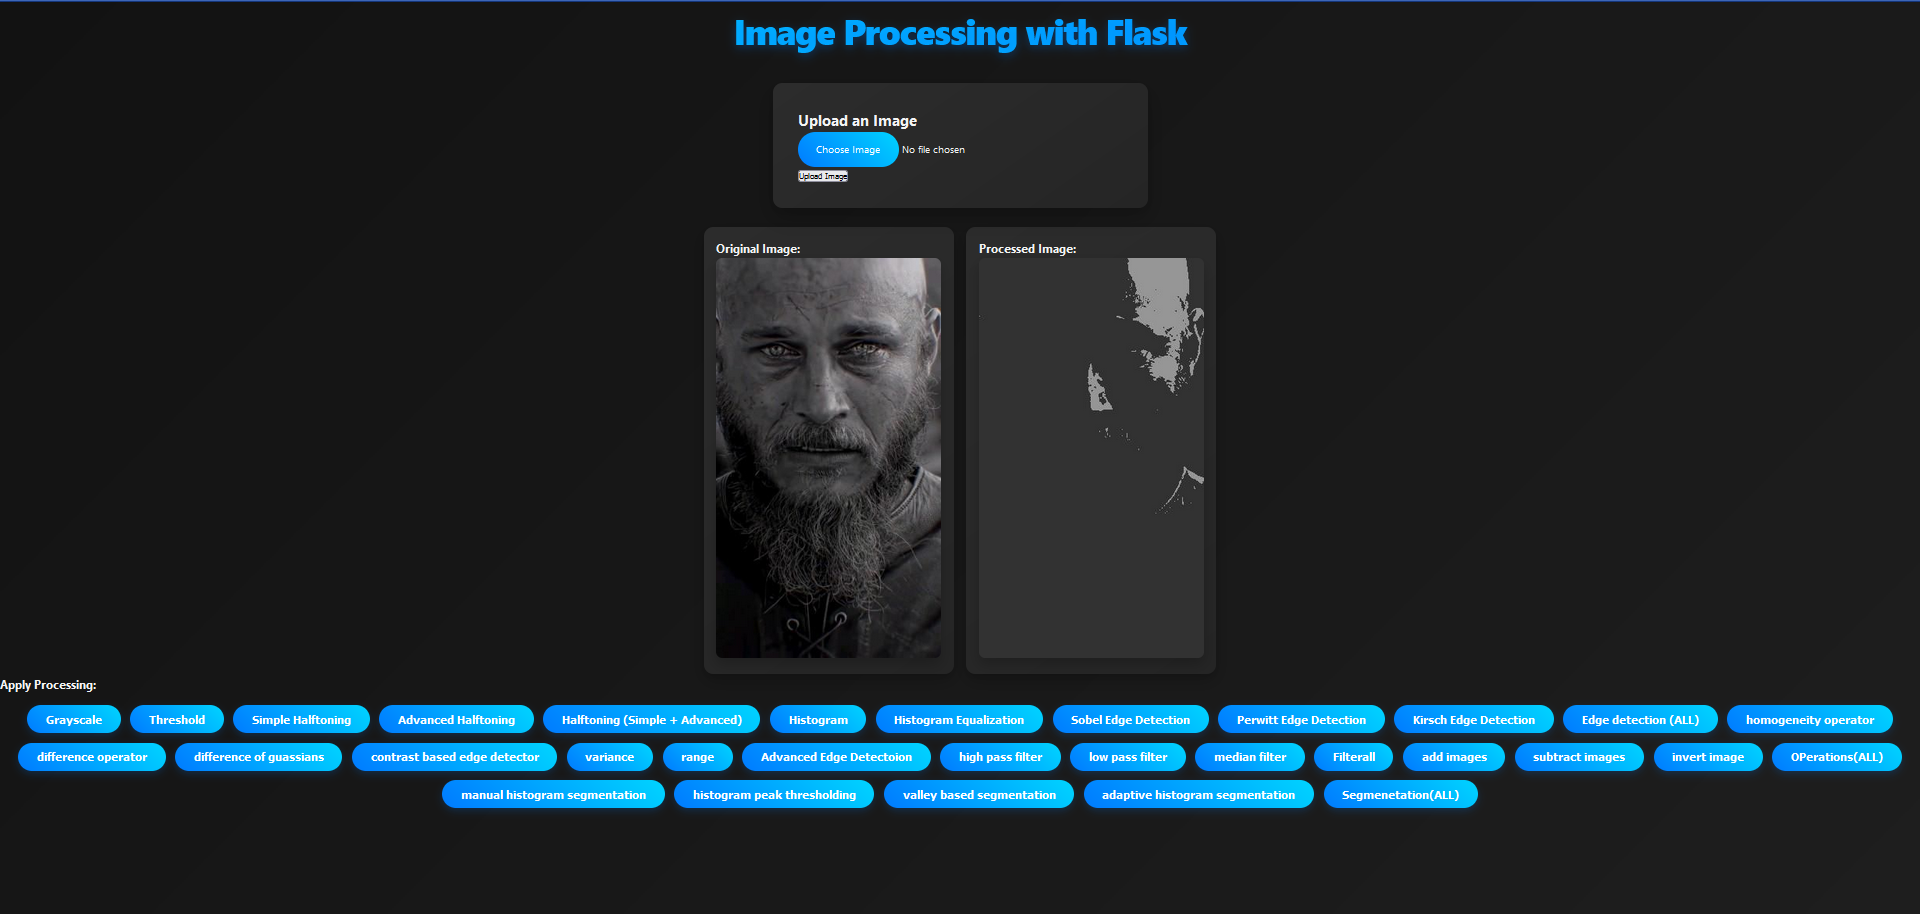 Image Processing with Flask
Upload an Image
Choose Image No file chosen
Upload Image
Original Image:
Processed Image:
Apply Processing:
Grayscale Threshold Simple Halftoning Advanced Halftoning Halftoning (Simple + Advanced) Histogram Histogram Equalization Sobel Edge Detection Perwitt Edge Detection Kirsch Edge Detection Edge detection (ALL) homogeneity operator
difference operator difference of guassians contrast based edge detector variance range Advanced Edge Detectoion high pass filter low pass filter median filter Filterall add images subtract images invert image OPerations(ALL)
manual histogram segmentation histogram peak thresholding valley based segmentation adaptive histogram segmentation Segmenetation(ALL)